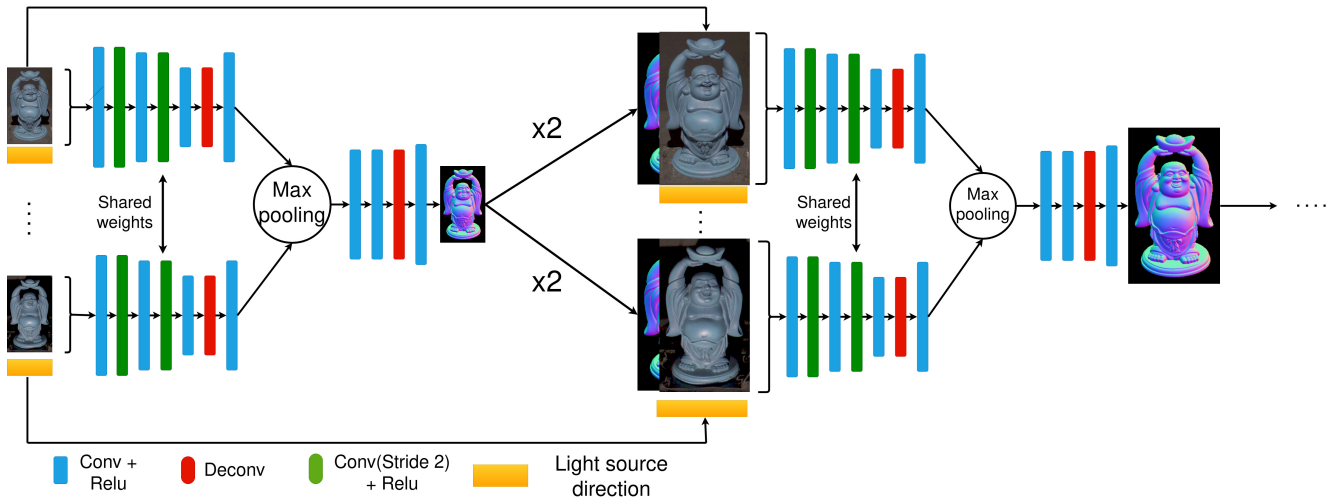 x2
Max
pooling
Shared
weights
x2
Shared
weights
Max
pooling
Conv +
Relu
Deconv
Conv(Stride 2)
+ Relu
Light source
direction